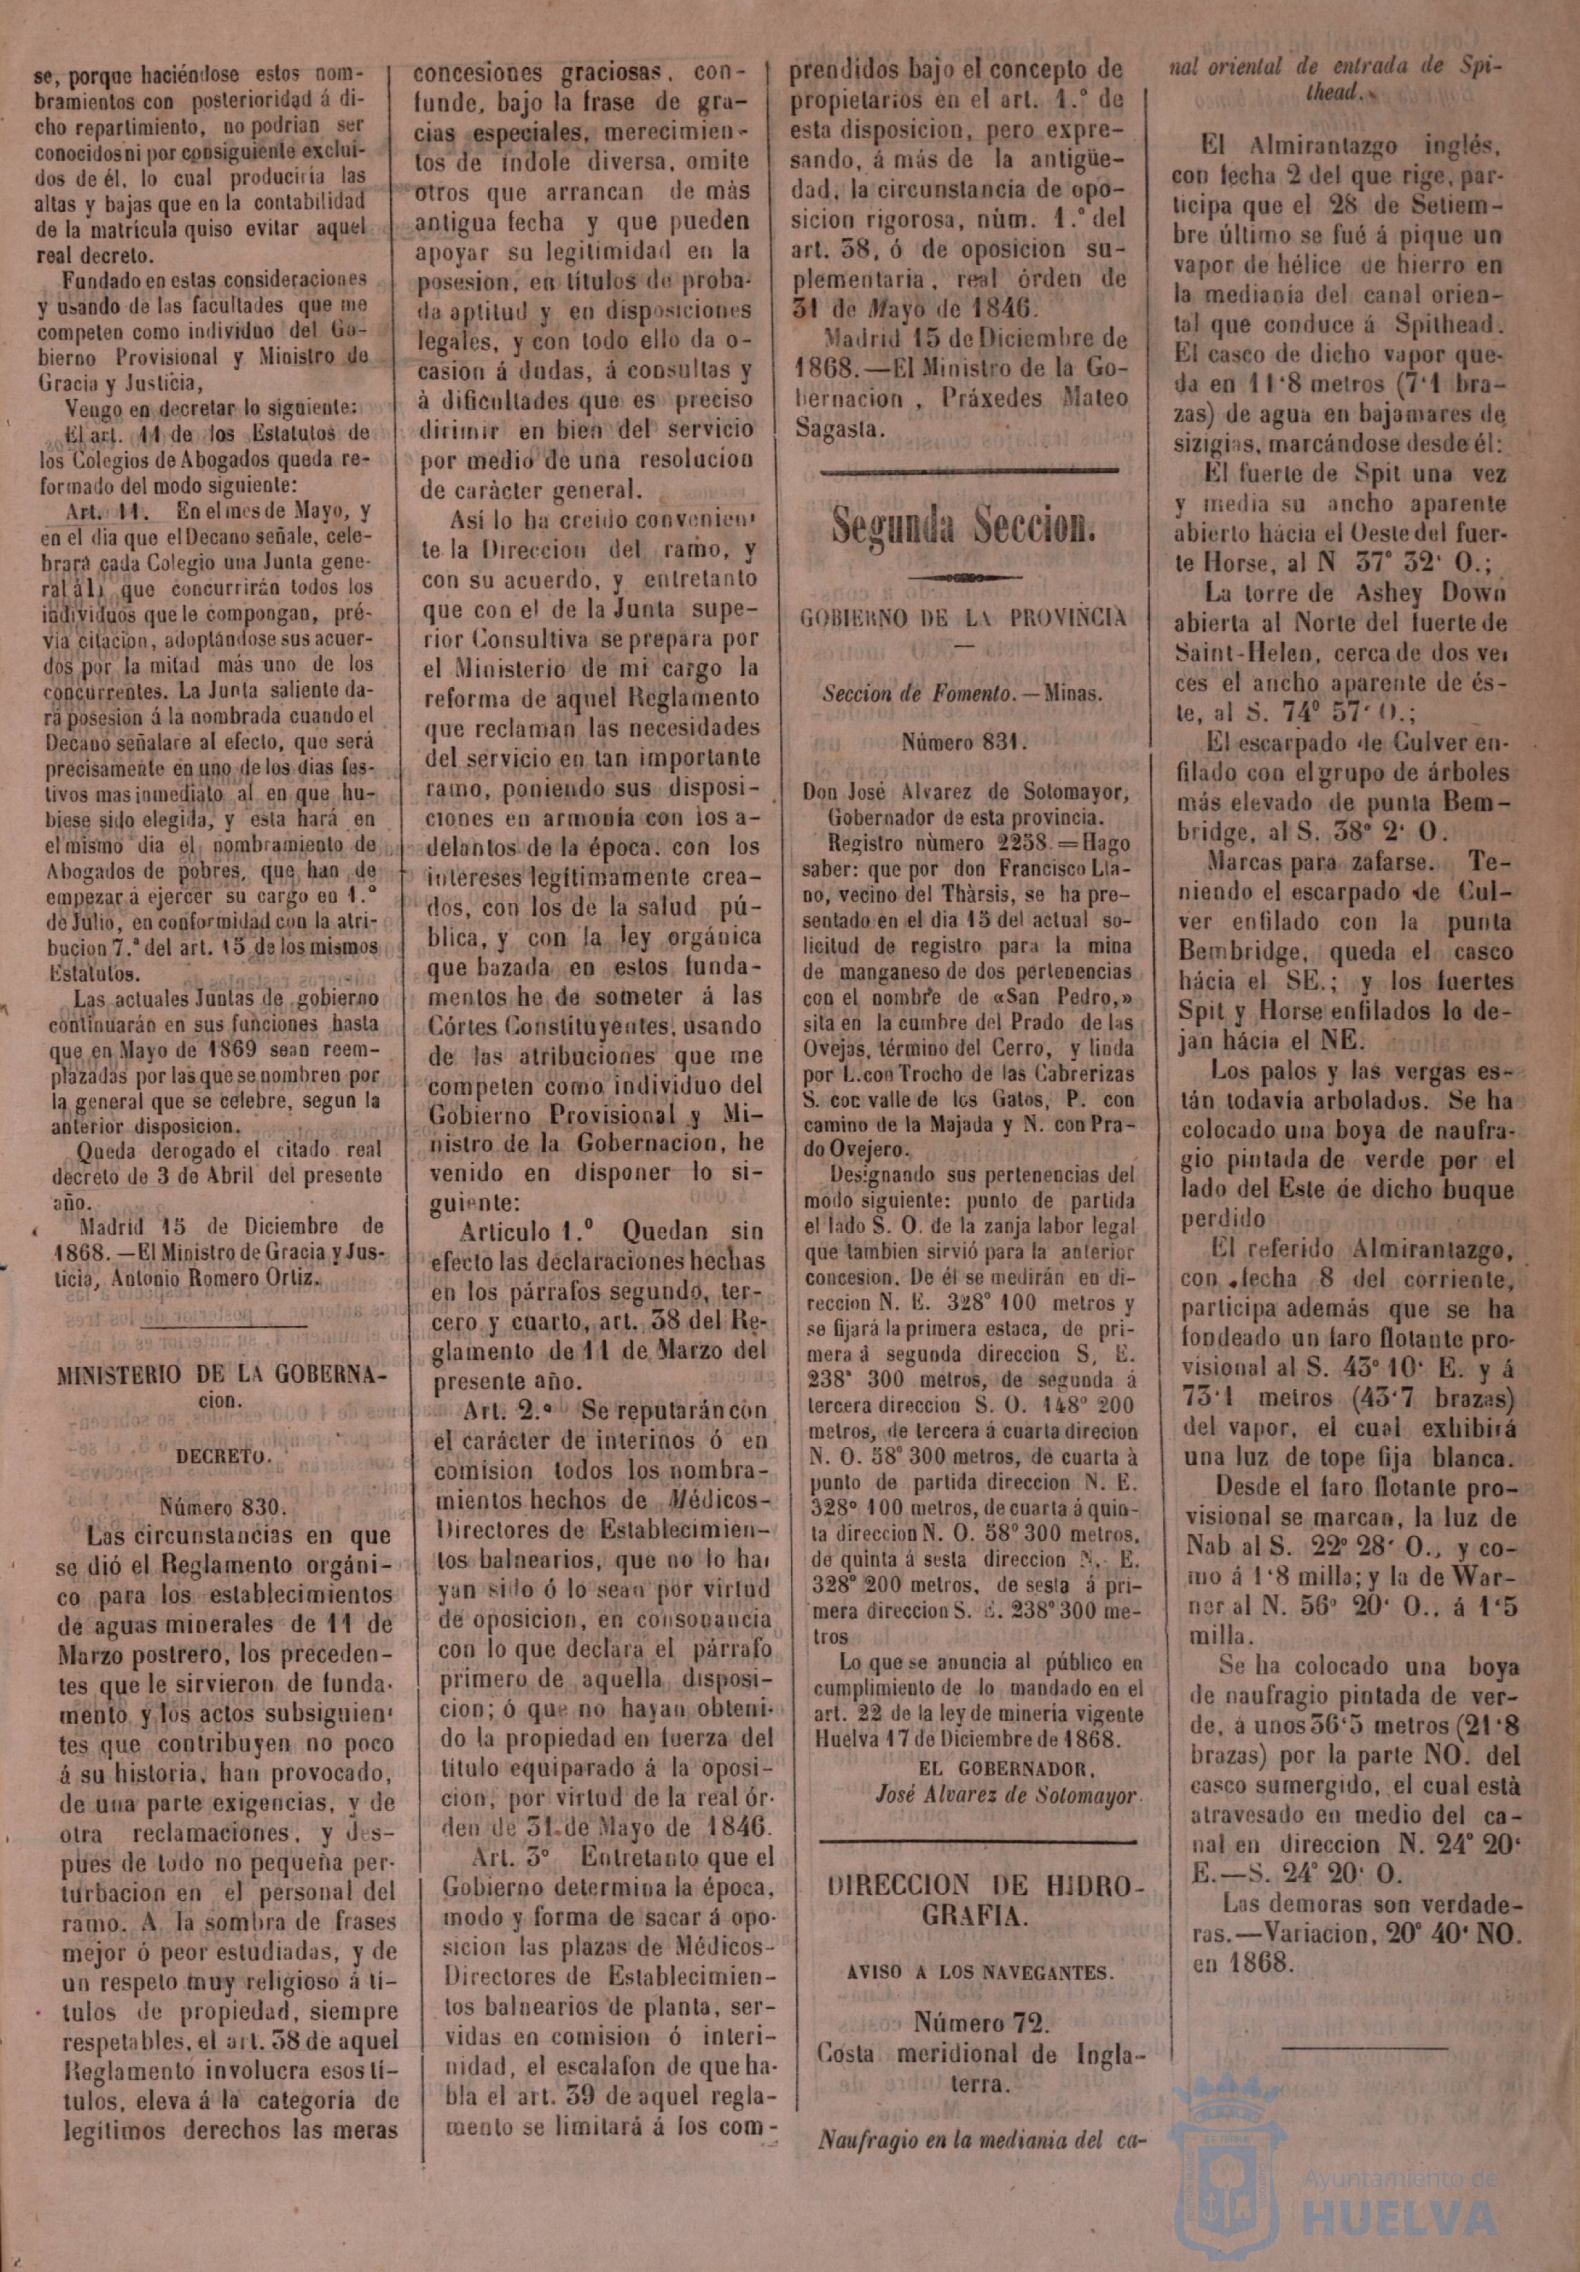 se, porque haciéndose estos nom-
bramientos con posterioridad á di-
cho repartimiento, no podrian ser
conocidos ni por consiguiente exclui-
dos de él, lo cual produciria las
altas y bajas que en la contabilidad
de la matrícula quiso evitar aquel
real decreto.
Fundado en estas consideraciones
y usando de las facultades que me
competen como individuo del Go-
bierno Provisional y Ministro de
Gracia y Justicia,
Vengo en decretar lo siguiente:
El art. 11 de los Estatutos de
los Colegios de Abogados queda re-
formado del modo siguiente:
Art. 11. En el mes de Mayo, y
en el dia que el Decano señale, cele-
brará cada Colegio una Junta gene-
ral á que concurrirán todos los
individuos que le compongan, pré-
via citacion, adoptándose sus acuer-
dos por la mitad más uno de los
concurrentes. La Junta saliente da-
rá posesion á la nombrada cuando el
Decano señalare al efecto, que será
precisamente en uno de los dias fes-
tivos mas inmediato al en que hu-
biese sido elegida, y esta hará en
el mismo dia el nombramiento de
Abogados de pobres, que han de
empezar á ejercer su cargo en 1.°
de Julio, en conformidad con la atri-
bucion 7.ª del art. 15 de los mismos
Estatutos.
Las actuales Juntas de gobierno
continuarán en sus funciones hasta
que en Mayo de 1869 sean reem-
plazadas por las que se nombren por
la general que se celebre, segun la
anterior disposicion.
Queda derogado el citado real
decreto de 3 de Abril del presente
año.
Madrid 15 de Diciembre de
1868.—El Ministro de Gracia y Jus-
ticia, Antonio Romero Ortiz.
MINISTERIO DE LA GOBERNA-
cion.
DECRETO.
Número 830.
Las circunstancias en que
se dió el Reglamento orgáni-
co para los establecimientos
de aguas minerales de 11 de
Marzo postrero, los preceden-
tes que le sirvieron de funda-
mento y los actos subsiguien-
tes que contribuyen no poco
á su historia, han provocado,
de una parte exigencias, y de
otra reclamaciones, y des-
pues de todo no pequeña per-
turbacion en el personal del
ramo. A la sombra de frases
mejor ó peor estudiadas, y de
un respeto muy religioso á tí-
tulos de propiedad, siempre
respetables, el art. 38 de aquel
Reglamento involucra esos tí-
tulos, eleva á la categoría de
legítimos derechos las meras
concesiones graciosas, con-
funde, bajo la frase de gra-
cias especiales, merecimien-
tos de índole diversa, omite
otros que arrancan de más
antigua fecha y que pueden
apoyar su legitimidad en la
posesion, en títulos de proba-
da aptitud y en disposiciones
legales, y con todo ello da o-
casion á dudas, á consultas y
á dificultades que es preciso
dirimir en bien del servicio
por medio de una resolucion
de carácter general.
Así lo ha creido convenien-
te la Direccion del ramo, y
con su acuerdo, y entretanto
que con el de la Junta supe-
rior Consultiva se prepara por
el Ministerio de mi cargo la
reforma de aquel Reglamento
que reclaman las necesidades
del servicio en tan importante
ramo, poniendo sus disposi-
ciones en armonía con los a-
delantos de la época, con los
intereses legítimamente crea-
dos, con los de la salud pú-
blica, y con la ley orgánica
que bazada en estos funda-
mentos he de someter á las
Córtes Constituyentes, usando
de las atribuciones que me
competen como individuo del
Gobierno Provisional y Mi-
nistro de la Gobernacion, he
venido en disponer lo si-
guiente:
Artículo 1.° Quedan sin
efecto las declaraciones hechas
en los párrafos segundo, ter-
cero y cuarto, art. 38 del Re-
glamento de 11 de Marzo del
presente año.
Art. 2.° Se reputarán con
el carácter de interinos ó en
comision todos los nombra-
mientos hechos de Médicos-
Directores de Establecimien-
tos balnearios, que no lo ha-
yan sido ó lo sean por virtud
de oposicion, en consonancia
con lo que declara el párrafo
primero de aquella disposi-
cion; ó que no hayan obteni-
do la propiedad en fuerza del
título equiparado á la oposi-
cion, por virtud de la real ór-
den de 31 de Mayo de 1846.
Art. 3° Entretanto que el
Gobierno determina la época,
modo y forma de sacar á opo-
sicion las plazas de Médicos-
Directores de Establecimien-
tos balnearios de planta, ser-
vidas en comision ó interi-
nidad, el escalafon de que ha-
bla el art. 39 de aquel regla-
mento se limitará á los com-
prendidos bajo el concepto de
propietarios en el art. 1.° de
esta disposicion, pero expre-
sando, á más de la antigüe-
dad, la circunstancia de opo-
sicion rigorosa, núm. 1.° del
art. 38, ó de oposicion su-
plementaria, real órden de
31 de Mayo de 1846.
Madrid 15 de Diciembre de
1868.—El Ministro de la Go-
bernacion, Práxedes Mateo
Sagasta.
Segunda Seccion.
GOBIERNO DE LA PROVINCIA
Seccion de Fomento.—Minas.
Número 831.
Don José Alvarez de Sotomayor,
Gobernador de esta provincia.
Registro número 2258.—Hago
saber: que por don Francisco Lla-
no, vecino del Thársis, se ha pre-
sentado en el dia 15 del actual so-
licitud de registro para la mina
de manganeso de dos pertenencias
con el nombre de «San Pedro,»
sita en la cumbre del Prado de las
Ovejas, término del Cerro, y linda
por L. con Trocho de las Cabrerizas
S. con valle de los Gatos, P. con
camino de la Majada y N. con Pra-
do Ovejero.
Designando sus pertenencias del
modo siguiente: punto de partida
el lado S. O. de la zanja labor legal
que tambien sirvió para la anterior
concesion. De él se medirán en di-
reccion N. E. 328° 100 metros y
se fijará la primera estaca, de pri-
mera á segunda direccion S. E.
238° 300 metros, de segunda á
tercera direccion S. O. 148° 200
metros, de tercera á cuarta direcion
N. O. 58° 300 metros, de cuarta á
punto de partida direccion N. E.
328° 100 metros, de cuarta á quin-
ta direccion N. O. 58° 300 metros,
de quinta á sesta direccion N. E.
328° 200 metros, de sesta á pri-
mera direccion S. E. 238° 300 me-
tros
Lo que se anuncia al público en
cumplimiento de lo mandado en el
art. 22 de la ley de minería vigente
Huelva 17 de Diciembre de 1868.
EL GOBERNADOR,
José Alvarez de Sotomayor.
DIRECCION DE HIDRO-
GRAFIA.
AVISO A LOS NAVEGANTES.
Número 72.
Costa meridional de Ingla-
terra.
Naufragio en la mediania del ca-
nal oriental de entrada de Spi-
thead.
El Almirantazgo inglés,
con fecha 2 del que rige, par-
ticipa que el 28 de Setiem-
bre último se fué á pique un
vapor de hélice de hierro en
la medianía del canal orien-
tal que conduce á Spithead.
El casco de dicho vapor que-
da en 11‘8 metros (7‘1 bra-
zas) de agua en bajamares de
sizigias, marcándose desde él:
El fuerte de Spit una vez
y media su ancho aparente
abierto hácia el Oeste del fuer-
te Horse, al N 37° 32‘ O.;
La torre de Ashey Down
abierta al Norte del fuerte de
Saint-Helen, cerca de dos ve-
ces el ancho aparente de és-
te, al S. 74° 57‘ O.;
El escarpado de Culver en-
filado con el grupo de árboles
más elevado de punta Bem-
bridge, al S. 38° 2‘ O.
Marcas para zafarse. Te-
niendo el escarpado de Cul-
ver enfilado con la punta
Bembridge, queda el casco
hácia el SE.; y los fuertes
Spit y Horse enfilados lo de-
jan hácia el NE.
Los palos y las vergas es-
tán todavía arbolados. Se ha
colocado una boya de naufra-
gio pintada de verde por el
lado del Este de dicho buque
perdido
El referido Almirantazgo,
con fecha 8 del corriente,
participa además que se ha
fondeado un faro flotante pro-
visional al S. 43° 10‘ E. y á
73‘1 metros (43‘7 brazas)
del vapor, el cual exhibirá
una luz de tope fija blanca.
Desde el faro flotante pro-
visional se marcan, la luz de
Nab al S. 22° 28‘ O., y co-
mo á 1‘8 milla; y la de War-
ner al N. 56° 20‘ O., á 1‘5
milla.
Se ha colocado una boya
de naufragio pintada de ver-
de, á unos 36‘5 metros (21‘8
brazas) por la parte NO. del
casco sumergido, el cual está
atravesado en medio del ca-
nal en direccion N. 24° 20‘
E.—S. 24° 20‘ O.
Las demoras son verdade-
ras.—Variacion, 20° 40‘ NO.
en 1868.
Ayuntamiento de
HUELVA